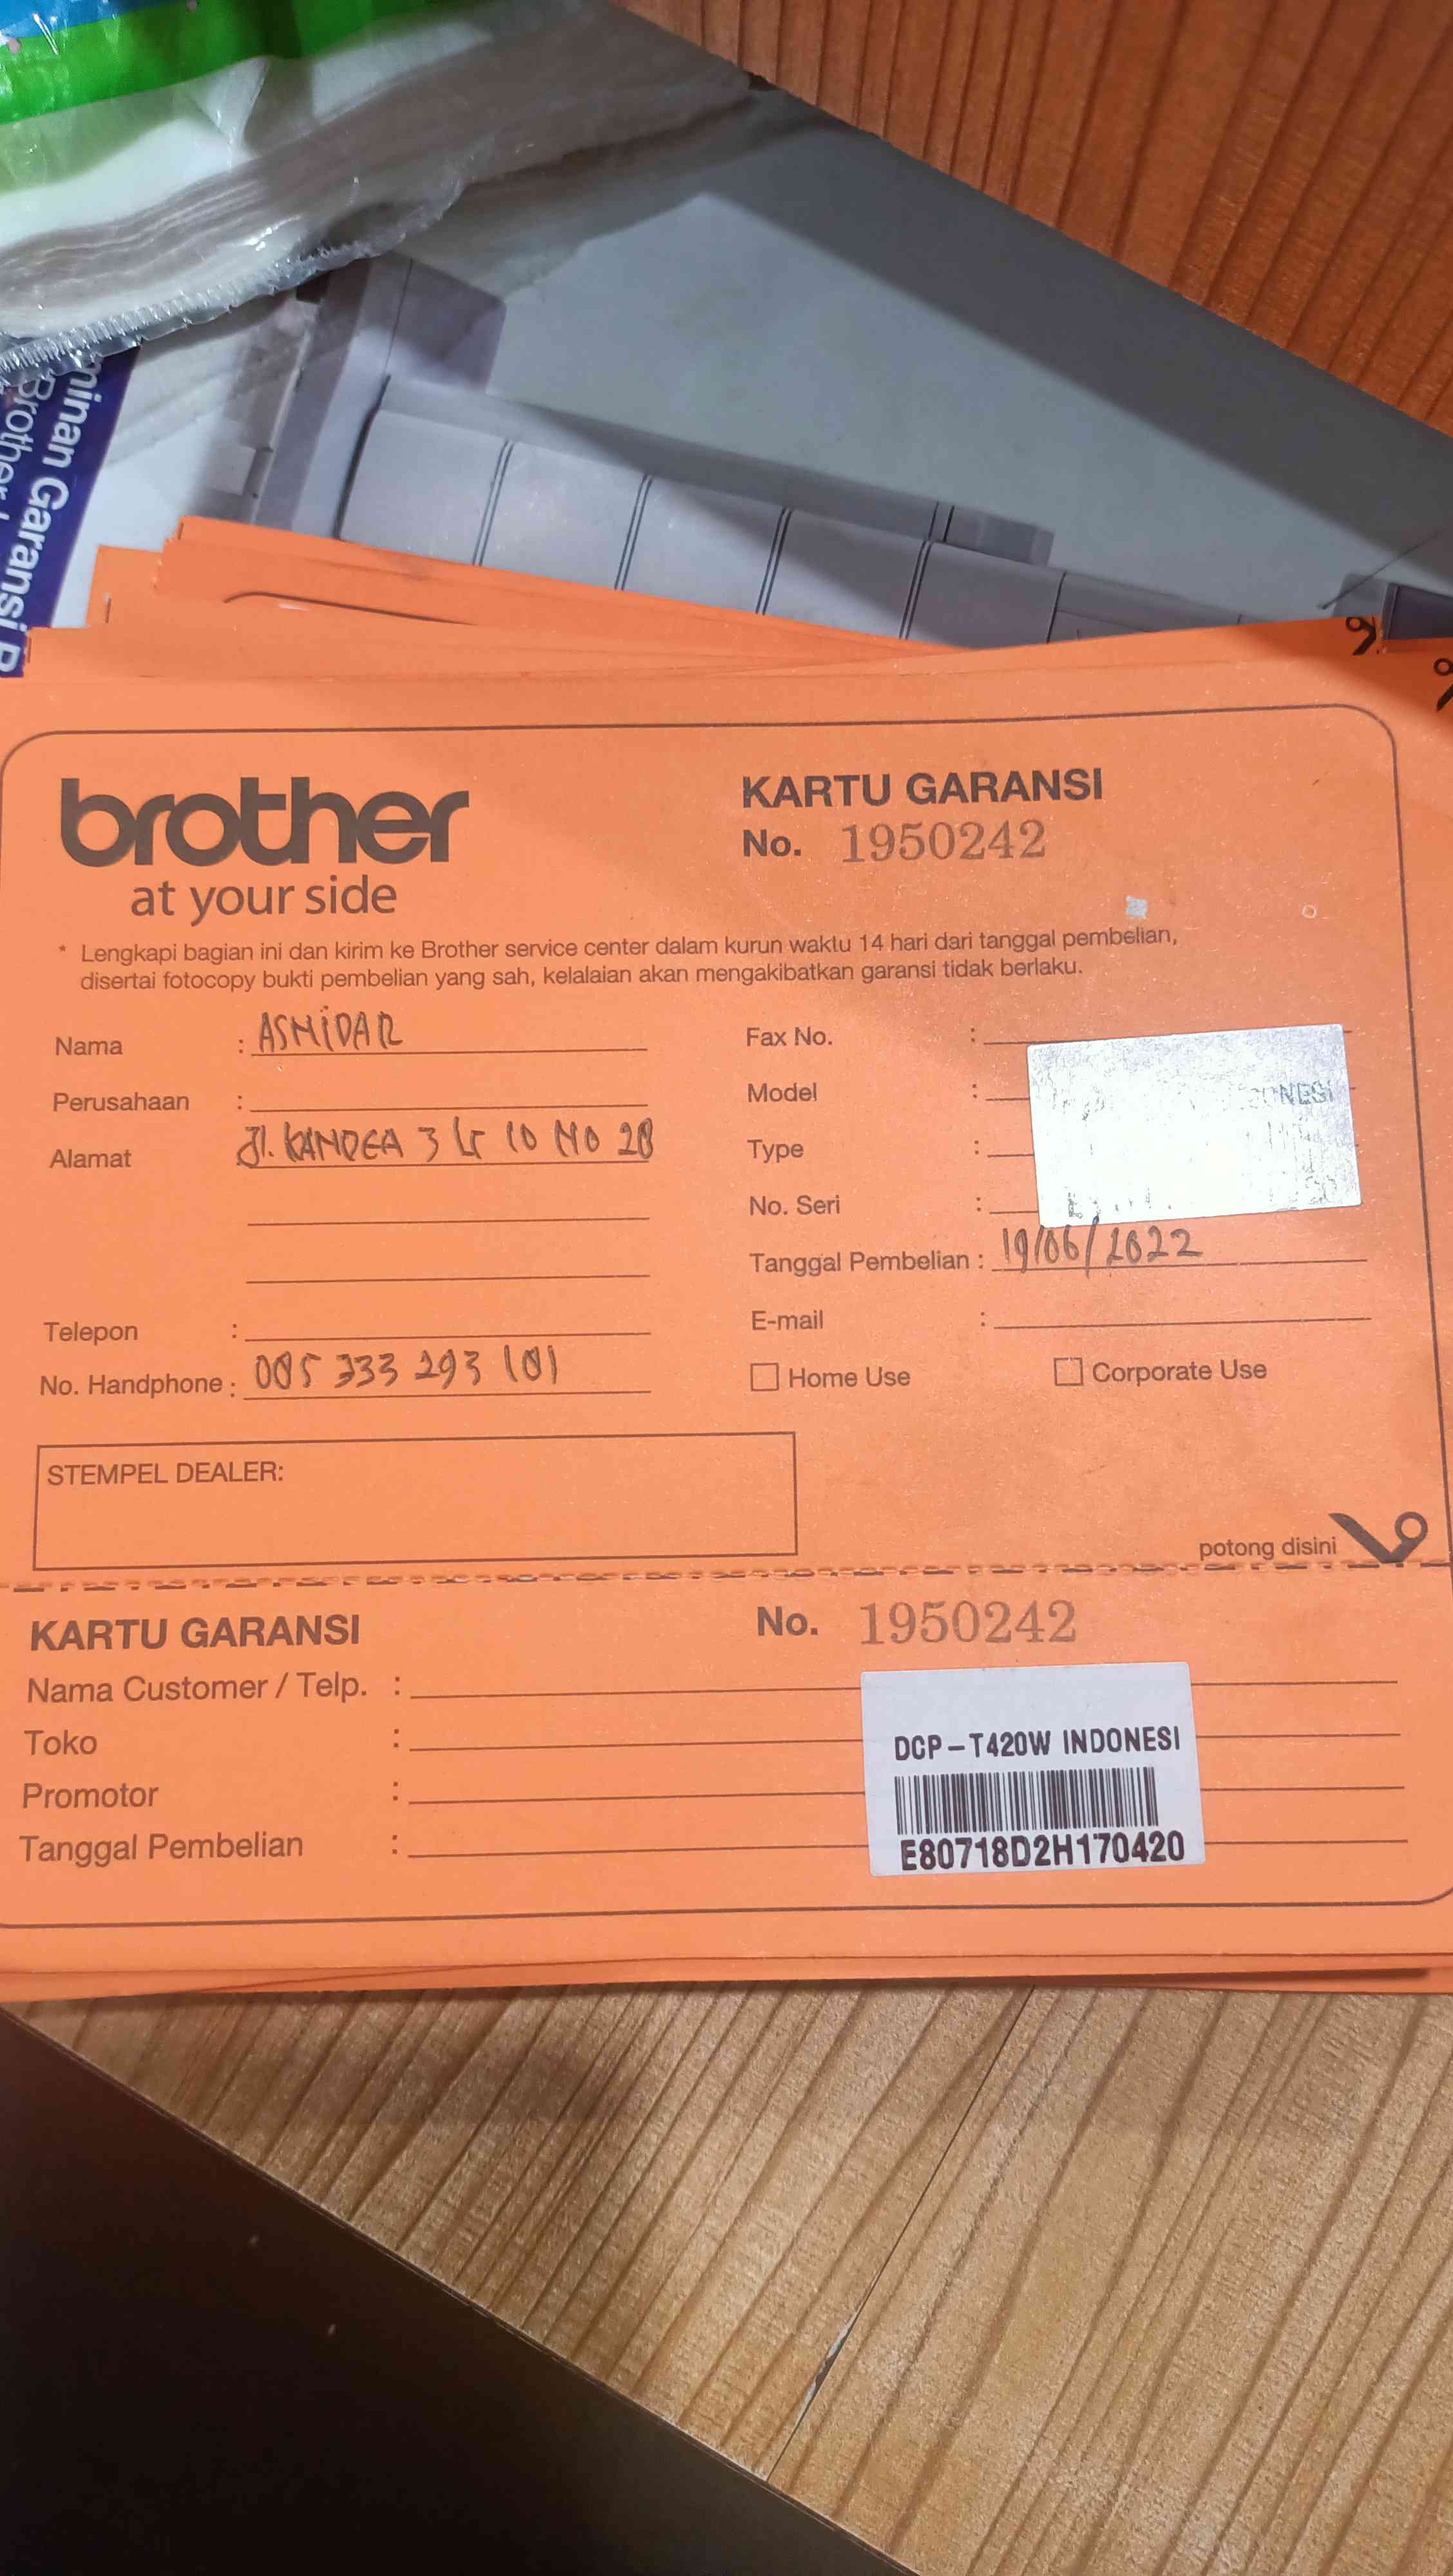 minan Garansi P
Brother
brother
at your side
KARTU GARANSI
No. 1950242
* Lengkapi bagian ini dan kirim ke Brother service center dalam kurun waktu 14 hari dari tanggal pembelian,
disertai fotocopy bukti pembelian yang sah, kelalaian akan mengakibatkan garansi tidak berlaku.
Nama : ASMIDAR
Perusahaan :
Alamat Jl. KANDEA 3 Lr 10 NO 28
Telepon :
No. Handphone : 085 333 293 181
Fax No. :
Model :
NESI
Type :
No. Seri :
Tanggal Pembelian : 19/06/2022
E-mail :
Home Use
Corporate Use
STEMPEL DEALER:
potong disini
KARTU GARANSI
No. 1950242
Nama Customer / Telp. :
Toko :
Promotor :
Tanggal Pembelian :
DCP-T420W INDONESI
E80718D2H170420